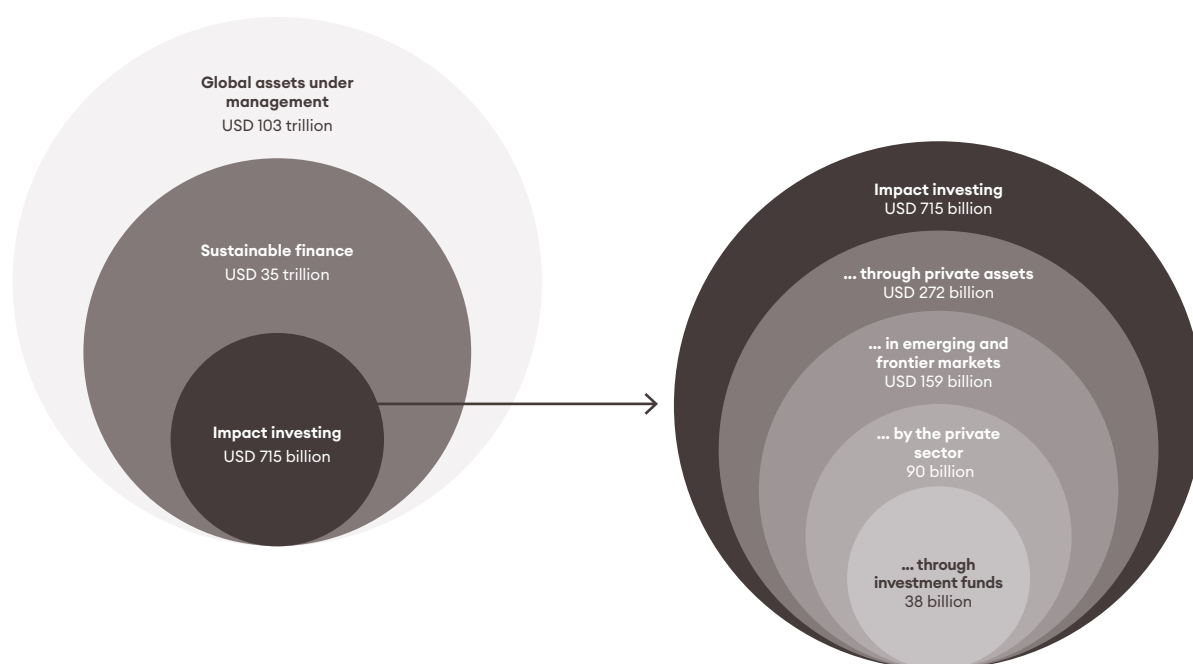 Global assets under
management
USD 103 trillion
Sustainable finance
USD 35 trillion
Impact investing
USD 715 billion
Impact investing
USD 715 billion
... through private assets
USD 272 billion
... in emerging and
frontier markets
USD 159 billion
... by the private
sector
90 billion
... through
investment funds
38 billion